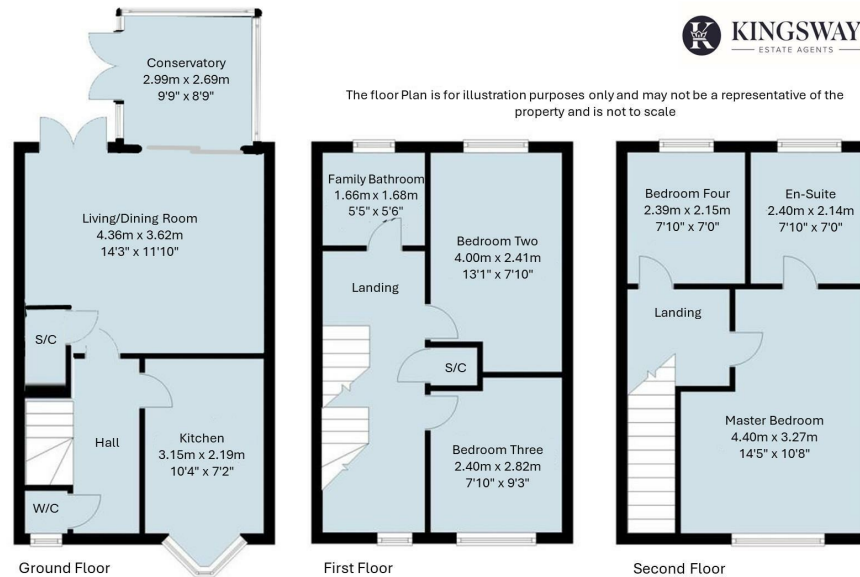 KINGSWAY
ESTATE AGENTS
The floor Plan is for illustration purposes only and may not be a representative of the
property and is not to scale
Conservatory
2.99m x 2.69m
9'9" x 8'9"
Living/Dining Room
4.36m x 3.62m
14'3" x 11'10"
S/C
Hall
Kitchen
3.15m x 2.19m
10'4" x 7'2"
W/C
Ground Floor
Family Bathroom
1.66m x 1.68m
5'5" x 5'6"
Landing
Bedroom Two
4.00m x 2.41m
13'1" x 7'10"
S/C
Bedroom Three
2.40m x 2.82m
7'10" x 9'3"
First Floor
Bedroom Four
2.39m x 2.15m
7'10" x 7'0"
En-Suite
2.40m x 2.14m
7'10" x 7'0"
Landing
Master Bedroom
4.40m x 3.27m
14'5" x 10'8"
Second Floor